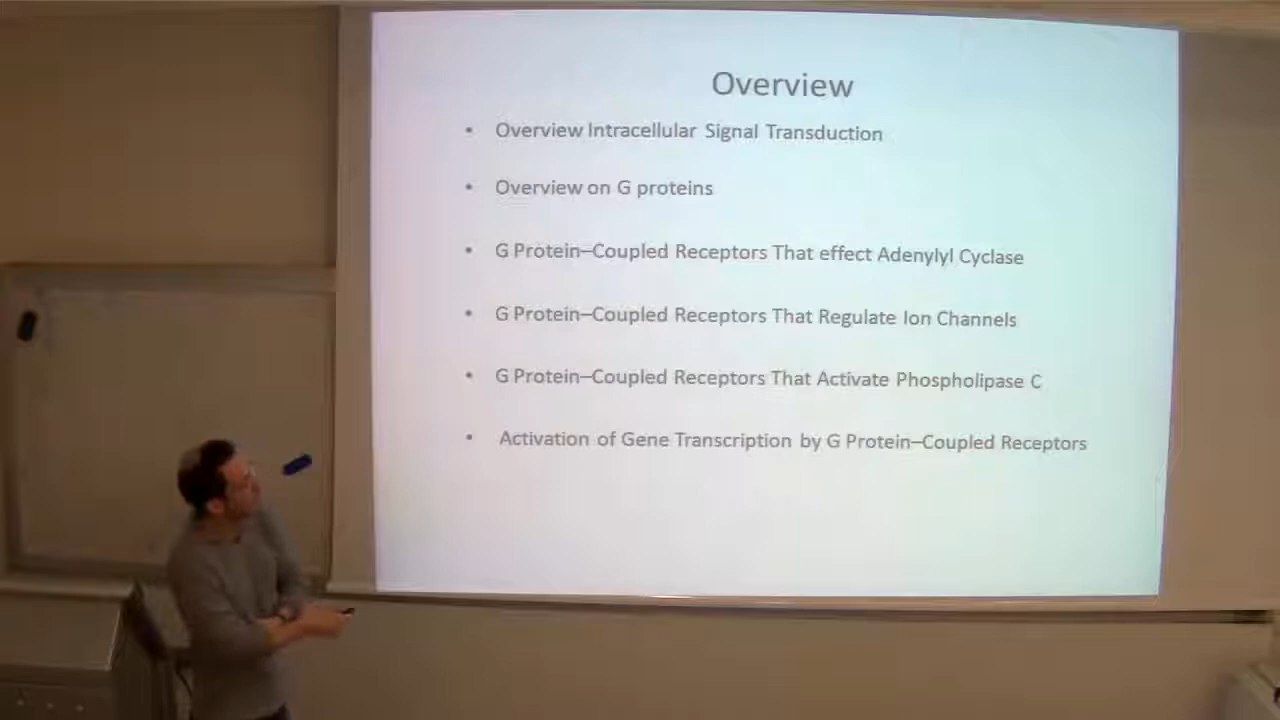 Overview
• Overview Intracellular Signal Transduction
• Overview on G proteins
• G Protein–Coupled Receptors That effect Adenylyl Cyclase
• G Protein–Coupled Receptors That Regulate Ion Channels
• G Protein–Coupled Receptors That Activate Phospholipase C
• Activation of Gene Transcription by G Protein–Coupled Receptors